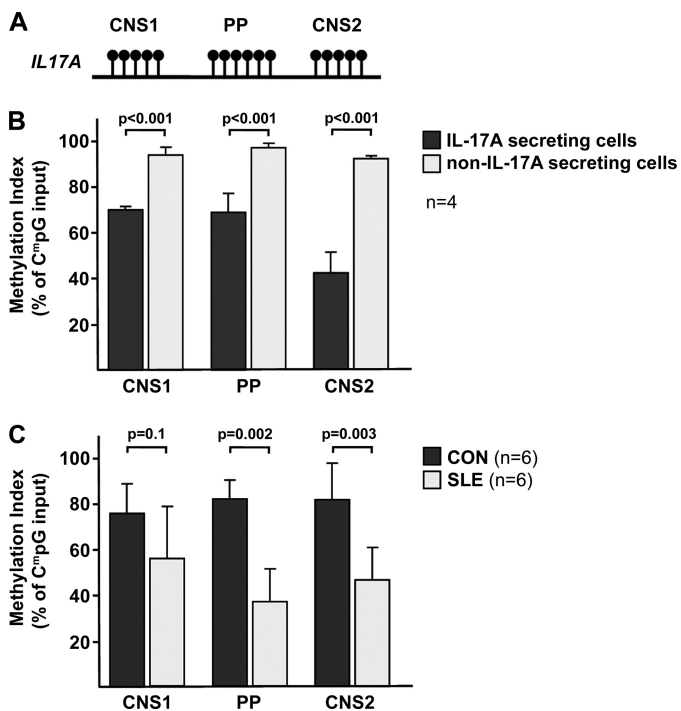 A
CNS1 PP CNS2
IL17A
B
p<0.001 p<0.001 p<0.001
Methylation Index
(% of CᵐpG input)
100
80
60
40
20
CNS1 PP CNS2
IL-17A secreting cells
non-IL-17A secreting cells
n=4
C
p=0.1 p=0.002 p=0.003
Methylation Index
(% of CᵐpG input)
100
80
60
40
20
CNS1 PP CNS2
CON (n=6)
SLE (n=6)